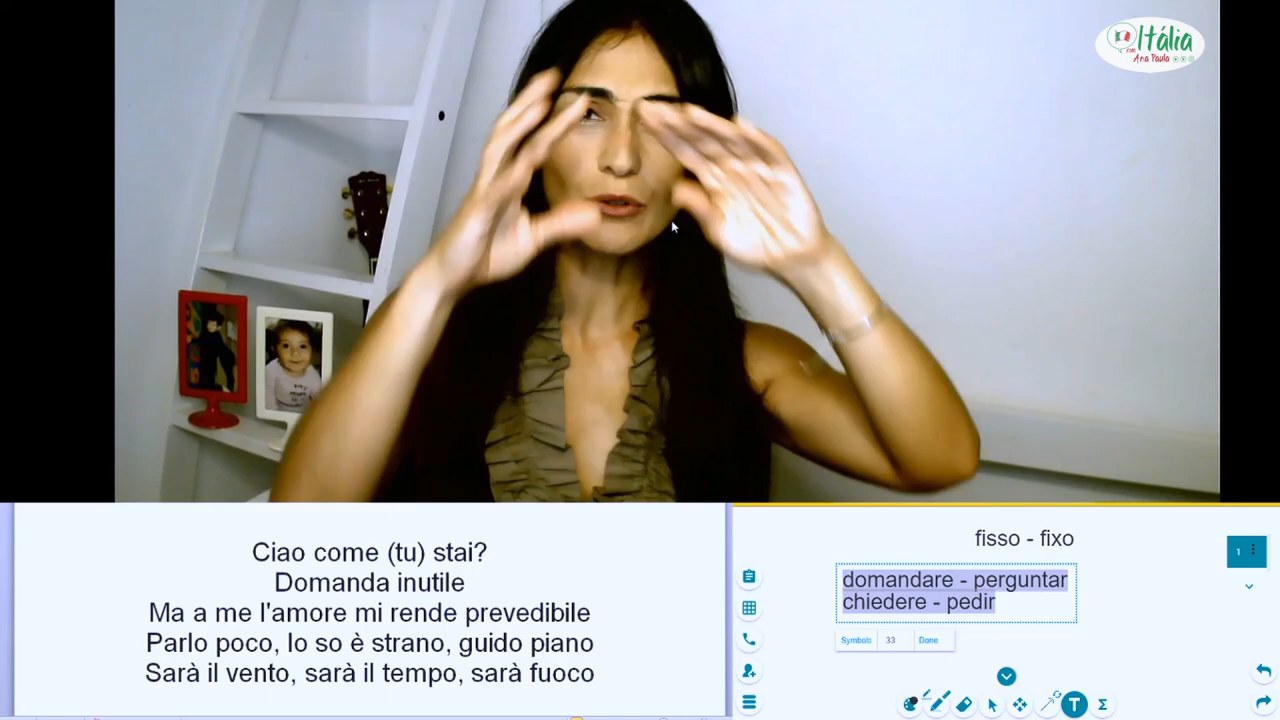 Itália
com
Ana Paula
Ciao come (tu) stai?
Domanda inutile
Ma a me l'amore mi rende prevedibile
Parlo poco, lo so è strano, guido piano
Sarà il vento, sarà il tempo, sarà fuoco
fisso - fixo
1
domandare - perguntar
chiedere - pedir
Symbols 33 Done
T Σ